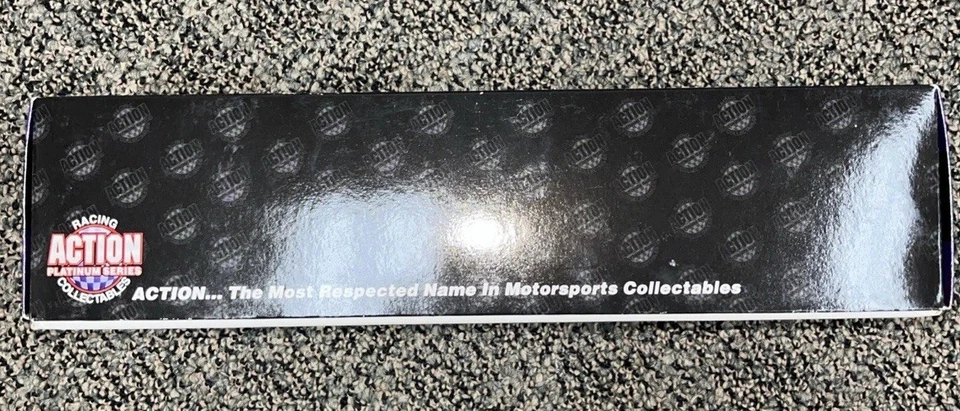 RACING
ACTION
PLATINUM SERIES
COLLECTABLES
ACTION... The Most Respected Name In Motorsports Collectables